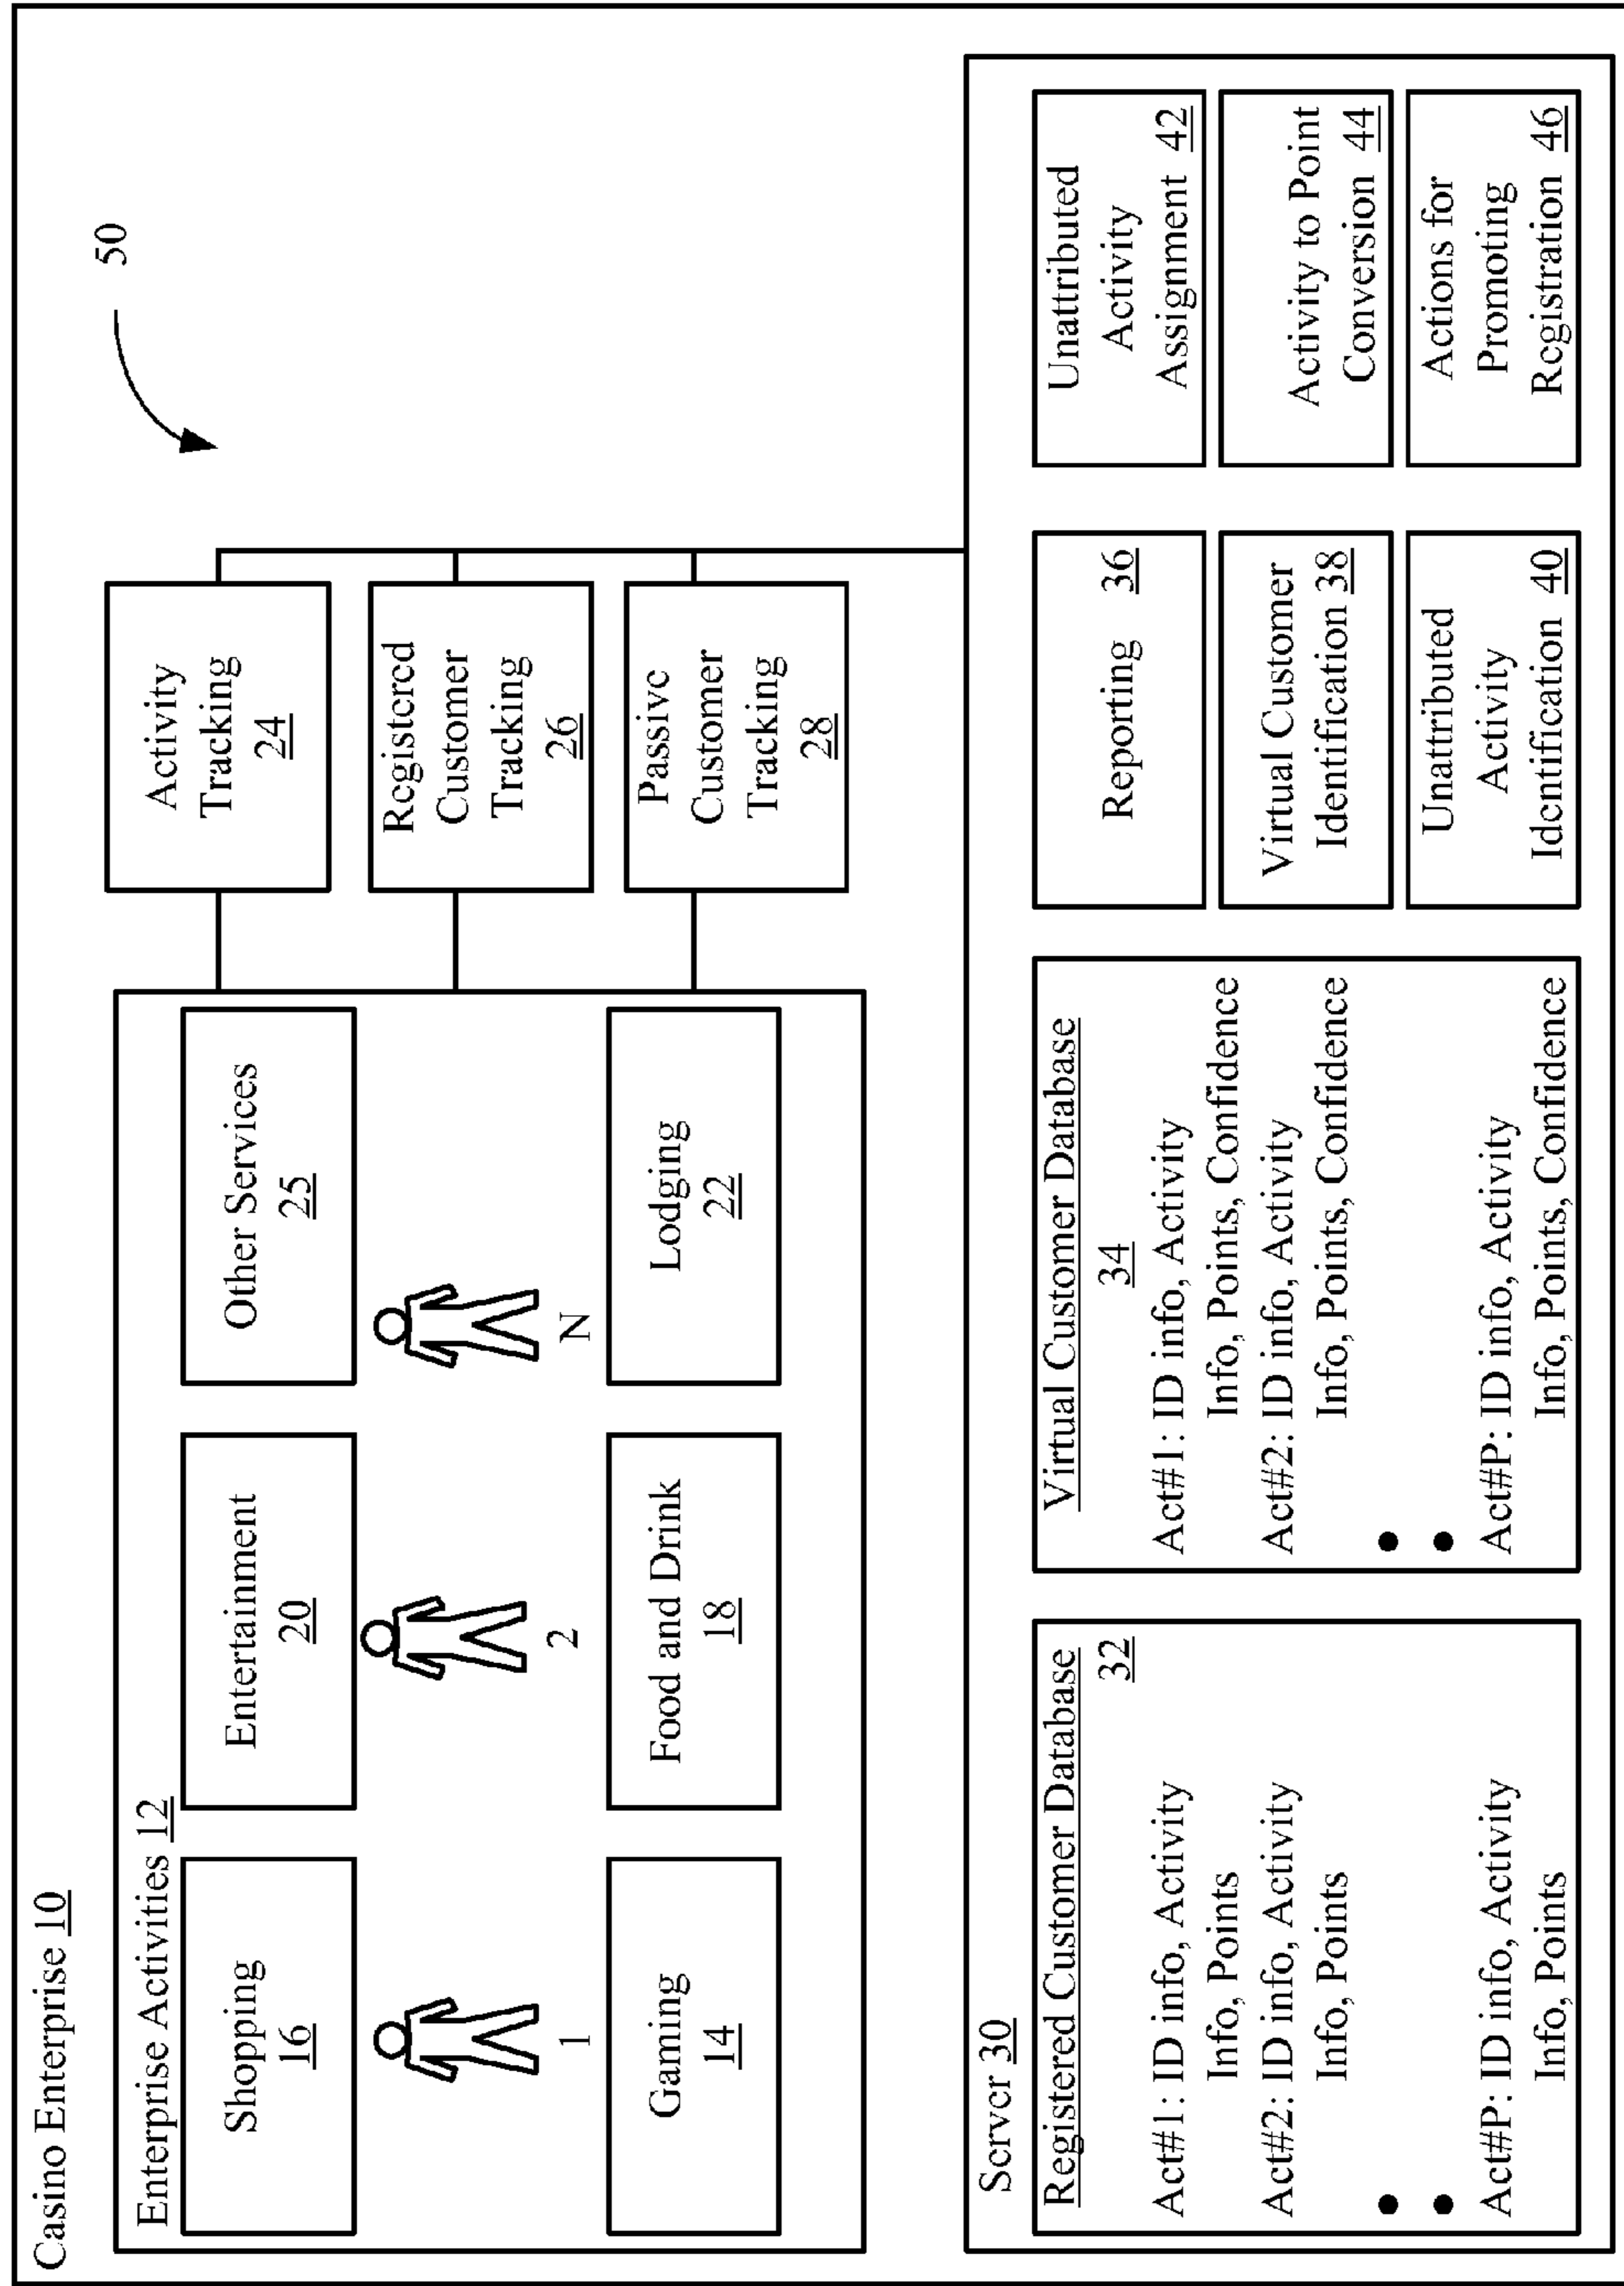 Casino Enterprise 10
50
Enterprise Activities 12
Shopping
16
Entertainment
20
Other Services
25
1
2
N
Gaming
14
Food and Drink
18
Lodging
22
Activity
Tracking
24
Registered
Customer
Tracking
26
Passive
Customer
Tracking
28
Server 30
Registered Customer Database
32
Act#1: ID info, Activity
Info, Points
Act#2: ID info, Activity
Info, Points
Act#P: ID info, Activity
Info, Points
Virtual Customer Database
34
Act#1: ID info, Activity
Info, Points, Confidence
Act#2: ID info, Activity
Info, Points, Confidence
Act#P: ID info, Activity
Info, Points, Confidence
Reporting 36
Virtual Customer
Identification 38
Unattributed
Activity
Identification 40
Unattributed
Activity
Assignment 42
Activity to Point
Conversion 44
Actions for
Promoting
Registration 46